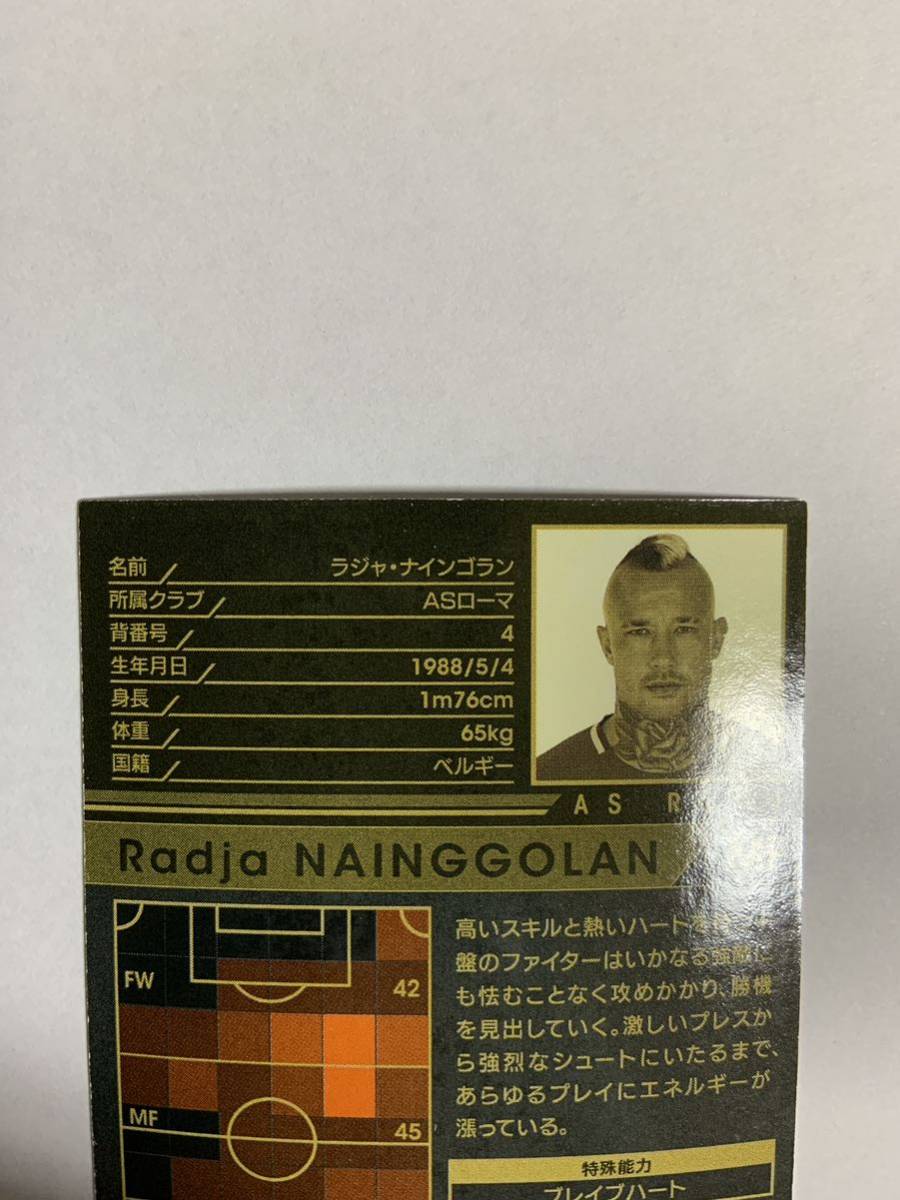 名前 ラジャ・ナインゴラン
所属クラブ ASローマ
背番号 4
生年月日 1988/5/4
身長 1m76cm
体重 65kg
国籍 ベルギー
AS R
Radja NAINGGOLAN
高いスキルと熱いハートを
盤のファイターはいかなる強敵に
も怯むことなく攻めかかり、勝機
を見出していく。激しいプレスか
ら強烈なシュートにいたるまで、
あらゆるプレイにエネルギーが
漲っている。
FW 42
MF 45
特殊能力
ブレイブハート